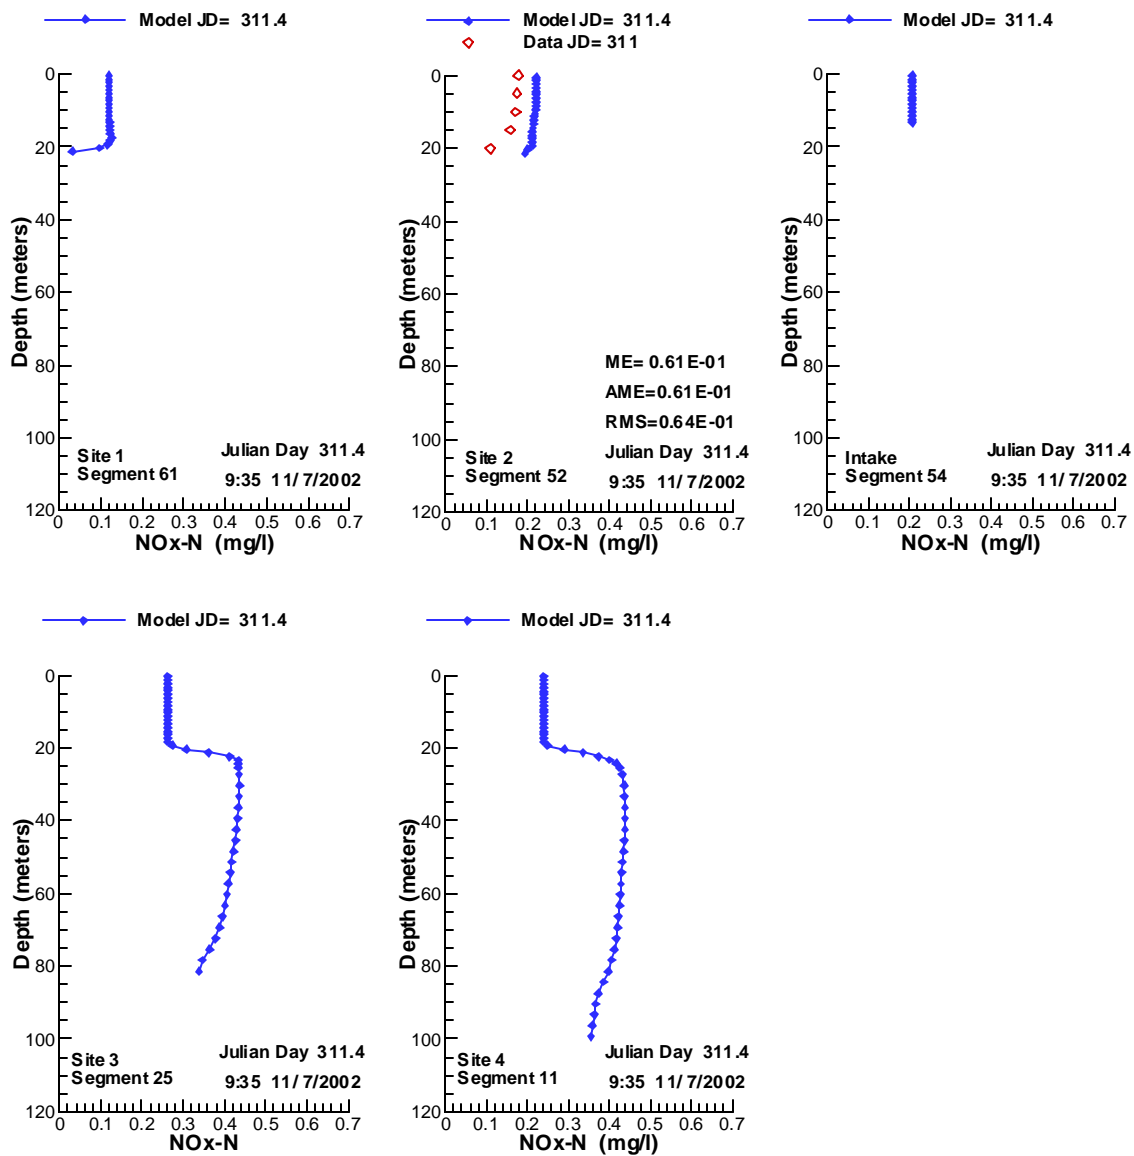 Model JD= 311.4
0
20
40
60
80
100
120
Depth (meters)
Site 1
Segment 61
Julian Day 311.4
9:35 11/ 7/2002
0 0.1 0.2 0.3 0.4 0.5 0.6 0.7
NOx-N (mg/l)
Model JD= 311.4
Data JD= 311
0
20
40
60
80
100
120
Depth (meters)
ME= 0.61E-01
AME=0.61E-01
RMS=0.64E-01
Site 2
Segment 52
Julian Day 311.4
9:35 11/ 7/2002
0 0.1 0.2 0.3 0.4 0.5 0.6 0.7
NOx-N (mg/l)
Model JD= 311.4
0
20
40
60
80
100
120
Depth (meters)
Intake
Segment 54
Julian Day 311.4
9:35 11/ 7/2002
0 0.1 0.2 0.3 0.4 0.5 0.6 0.7
NOx-N (mg/l)
Model JD= 311.4
0
20
40
60
80
100
120
Depth (meters)
Site 3
Segment 25
Julian Day 311.4
9:35 11/ 7/2002
0 0.1 0.2 0.3 0.4 0.5 0.6 0.7
NOx-N
Model JD= 311.4
0
20
40
60
80
100
120
Depth (meters)
Site 4
Segment 11
Julian Day 311.4
9:35 11/ 7/2002
0 0.1 0.2 0.3 0.4 0.5 0.6 0.7
NOx-N (mg/l)